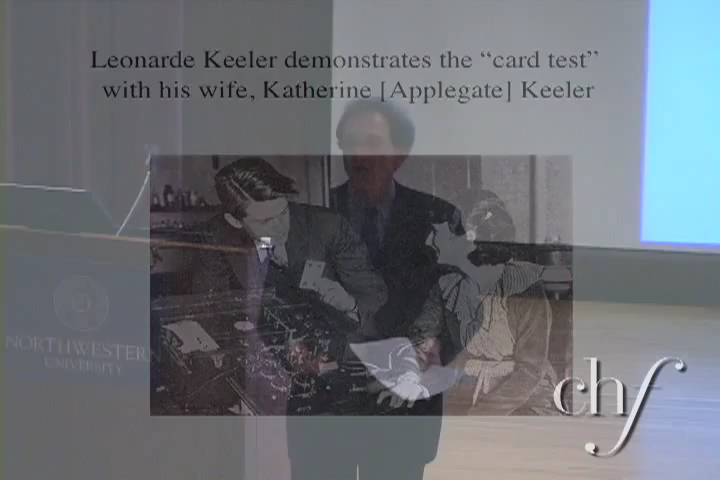 Leonarde Keeler demonstrates the “card test”
with his wife, Katherine [Applegate] Keeler
NORTHWESTERN
UNIVERSITY
chf